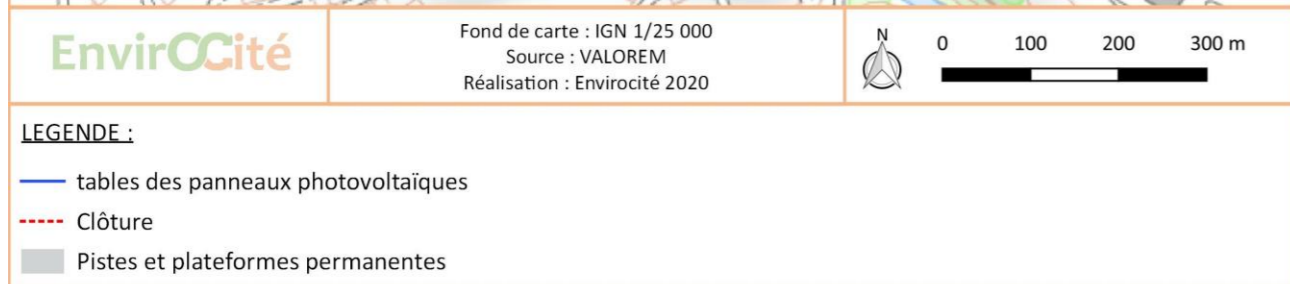 EnvirOCité
Fond de carte : IGN 1/25 000
Source : VALOREM
Réalisation : Envirocité 2020
N
0 100 200 300 m
LEGENDE :
tables des panneaux photovoltaïques
Clôture
Pistes et plateformes permanentes